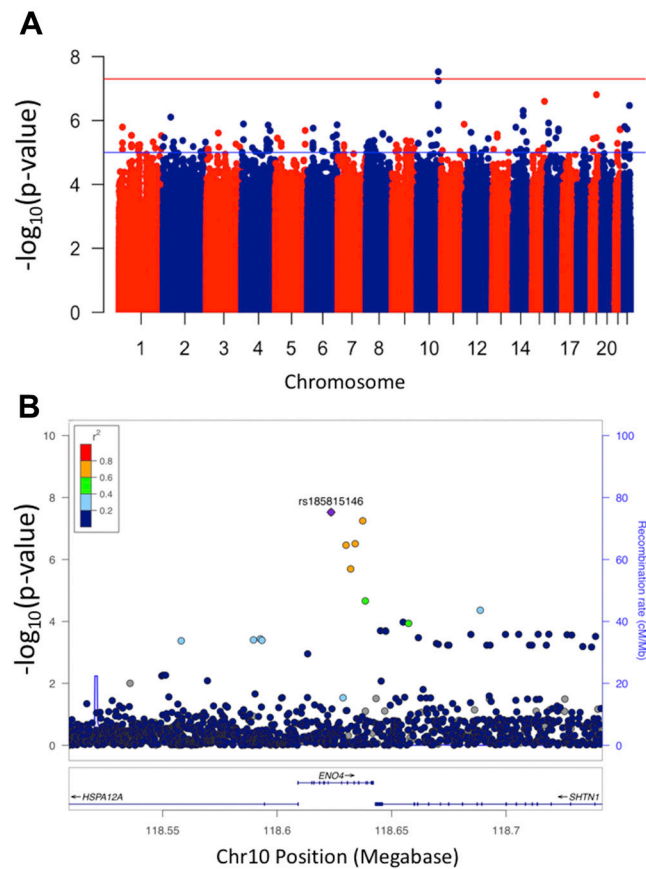 A
-log10(p-value)
8
6
4
2
0
1 2 3 4 5 6 7 8 10 12 14 17 20
Chromosome
B
r2
0.8
0.6
0.4
0.2
rs185815146
-log10(p-value)
10
8
6
4
2
0
Recombination rate (cM/Mb)
100
80
60
40
20
0
ENO4→
←HSPA12A
←SHTN1
118.55 118.6 118.65 118.7
Chr10 Position (Megabase)